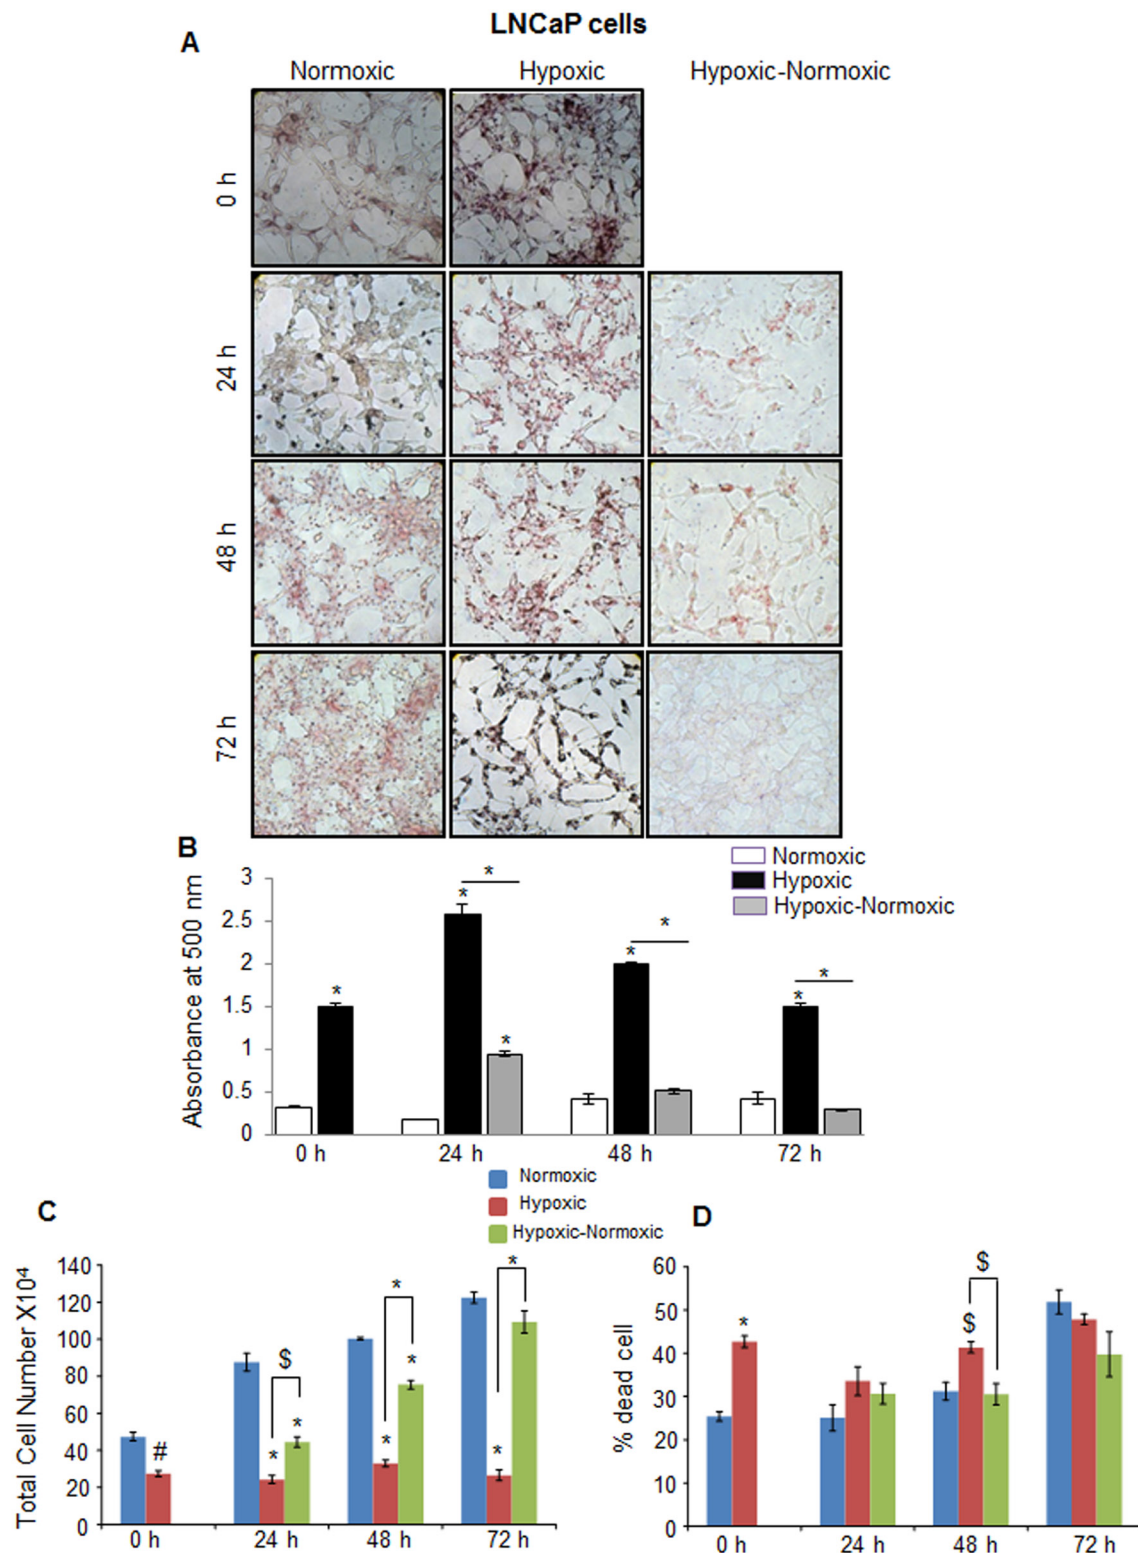 LNCaP cells
A
Normoxic Hypoxic Hypoxic-Normoxic
0 h
24 h
48 h
72 h
B
Normoxic
Hypoxic
Hypoxic-Normoxic
Absorbance at 500 nm
3
2.5
2
1.5
1
0.5
0
* * * * * * * *
0 h 24 h 48 h 72 h
Normoxic
Hypoxic
Hypoxic-Normoxic
C
Total Cell Number X10⁴
140
120
100
80
60
40
20
0
# $ * * * * * * *
0 h 24 h 48 h 72 h
D
% dead cell
60
50
40
30
20
10
0
* $ $
0 h 24 h 48 h 72 h